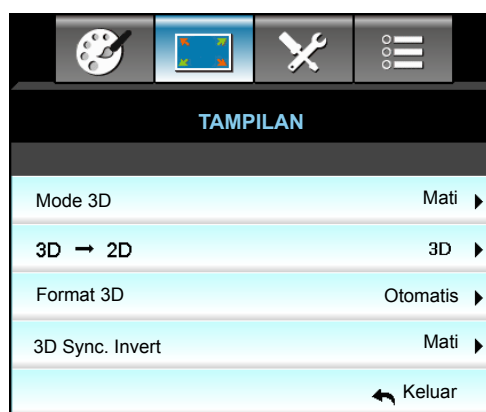 TAMPILAN
Mode 3D Mati
3D → 2D 3D
Format 3D Otomatis
3D Sync. Invert Mati
Keluar